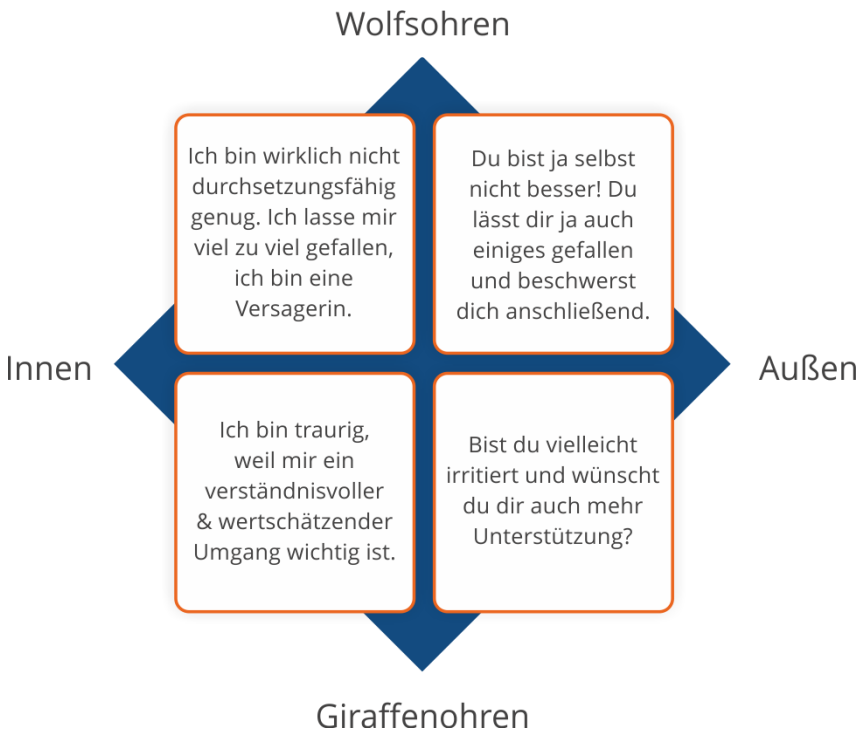 Wolfsohren
Ich bin wirklich nicht
durchsetzungsfähig
genug. Ich lasse mir
viel zu viel gefallen,
ich bin eine
Versagerin.
Du bist ja selbst
nicht besser! Du
lässt dir ja auch
einiges gefallen
und beschwerst
dich anschließend.
Innen
Außen
Ich bin traurig,
weil mir ein
verständnisvoller
& wertschätzender
Umgang wichtig ist.
Bist du vielleicht
irritiert und wünscht
du dir auch mehr
Unterstützung?
Giraffenohren